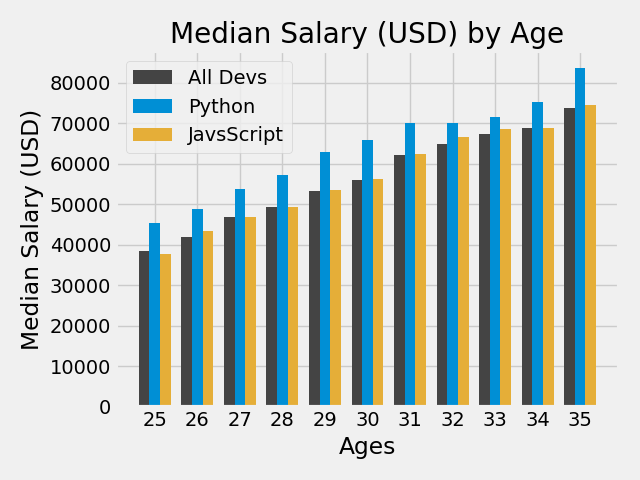 Median Salary (USD) by Age
All Devs
Python
JavsScript
Median Salary (USD)
80000
70000
60000
50000
40000
30000
20000
10000
0
25 26 27 28 29 30 31 32 33 34 35
Ages